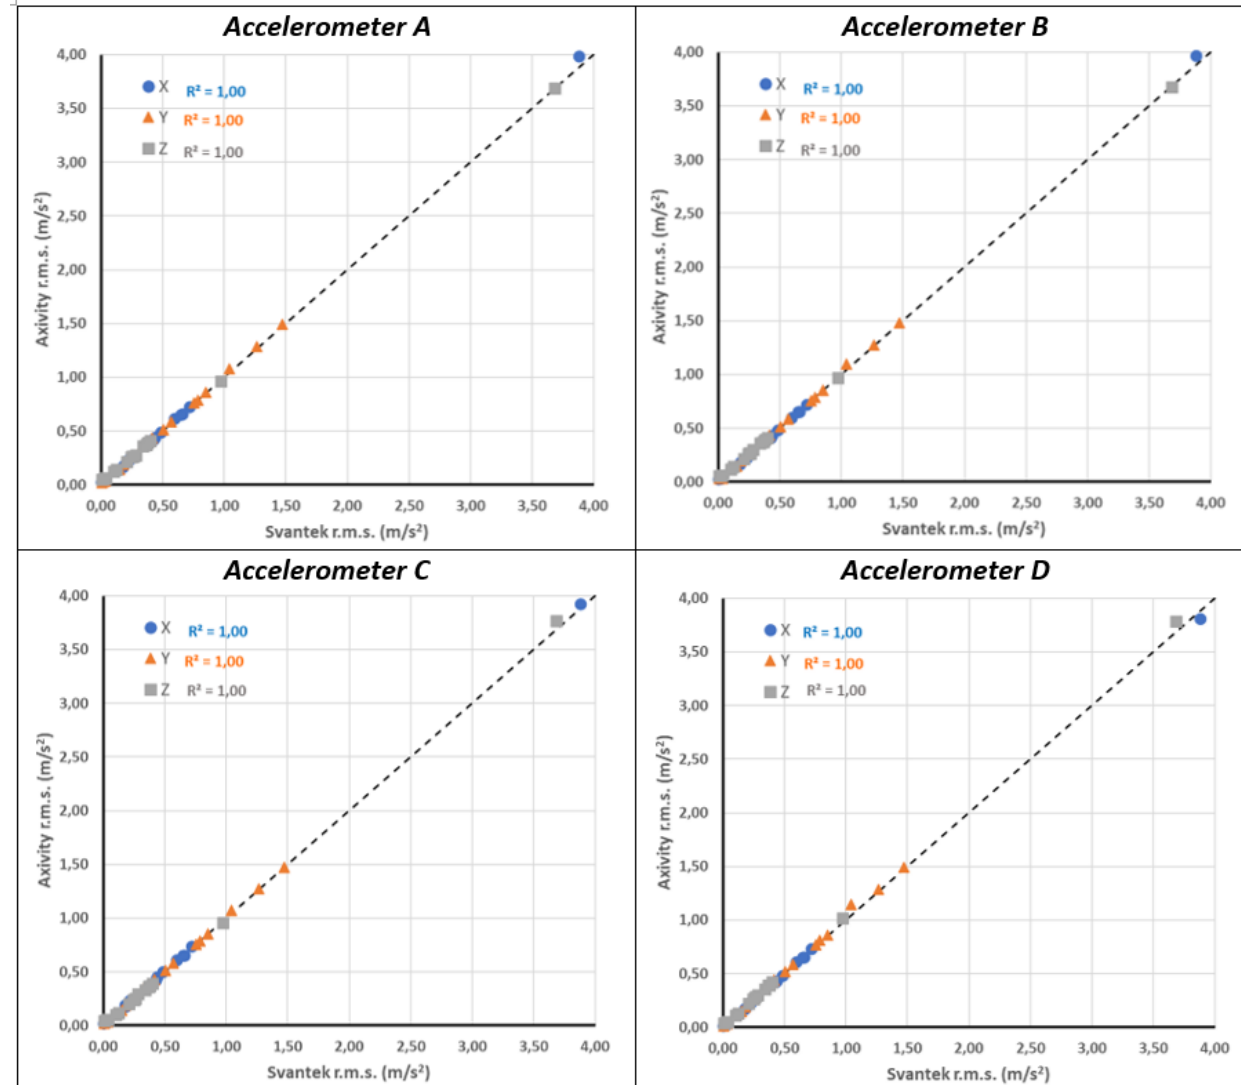 Accelerometer A
4,00
3,50
3,00
2,50
2,00
1,50
1,00
0,50
0,00
X R² = 1,00
Y R² = 1,00
Z R² = 1,00
Axivity r.m.s. (m/s²)
0,00 0,50 1,00 1,50 2,00 2,50 3,00 3,50 4,00
Svantek r.m.s. (m/s²)
Accelerometer B
4,00
3,50
3,00
2,50
2,00
1,50
1,00
0,50
0,00
X R² = 1,00
Y R² = 1,00
Z R² = 1,00
Axivity r.m.s. (m/s²)
0,00 0,50 1,00 1,50 2,00 2,50 3,00 3,50 4,00
Svantek r.m.s. (m/s²)
Accelerometer C
4,00
3,50
3,00
2,50
2,00
1,50
1,00
0,50
0,00
X R² = 1,00
Y R² = 1,00
Z R² = 1,00
Axivity r.m.s. (m/s²)
0,00 0,50 1,00 1,50 2,00 2,50 3,00 3,50 4,00
Svantek r.m.s. (m/s²)
Accelerometer D
4,00
3,50
3,00
2,50
2,00
1,50
1,00
0,50
0,00
X R² = 1,00
Y R² = 1,00
Z R² = 1,00
Axivity r.m.s. (m/s²)
0,00 0,50 1,00 1,50 2,00 2,50 3,00 3,50 4,00
Svantek r.m.s. (m/s²)